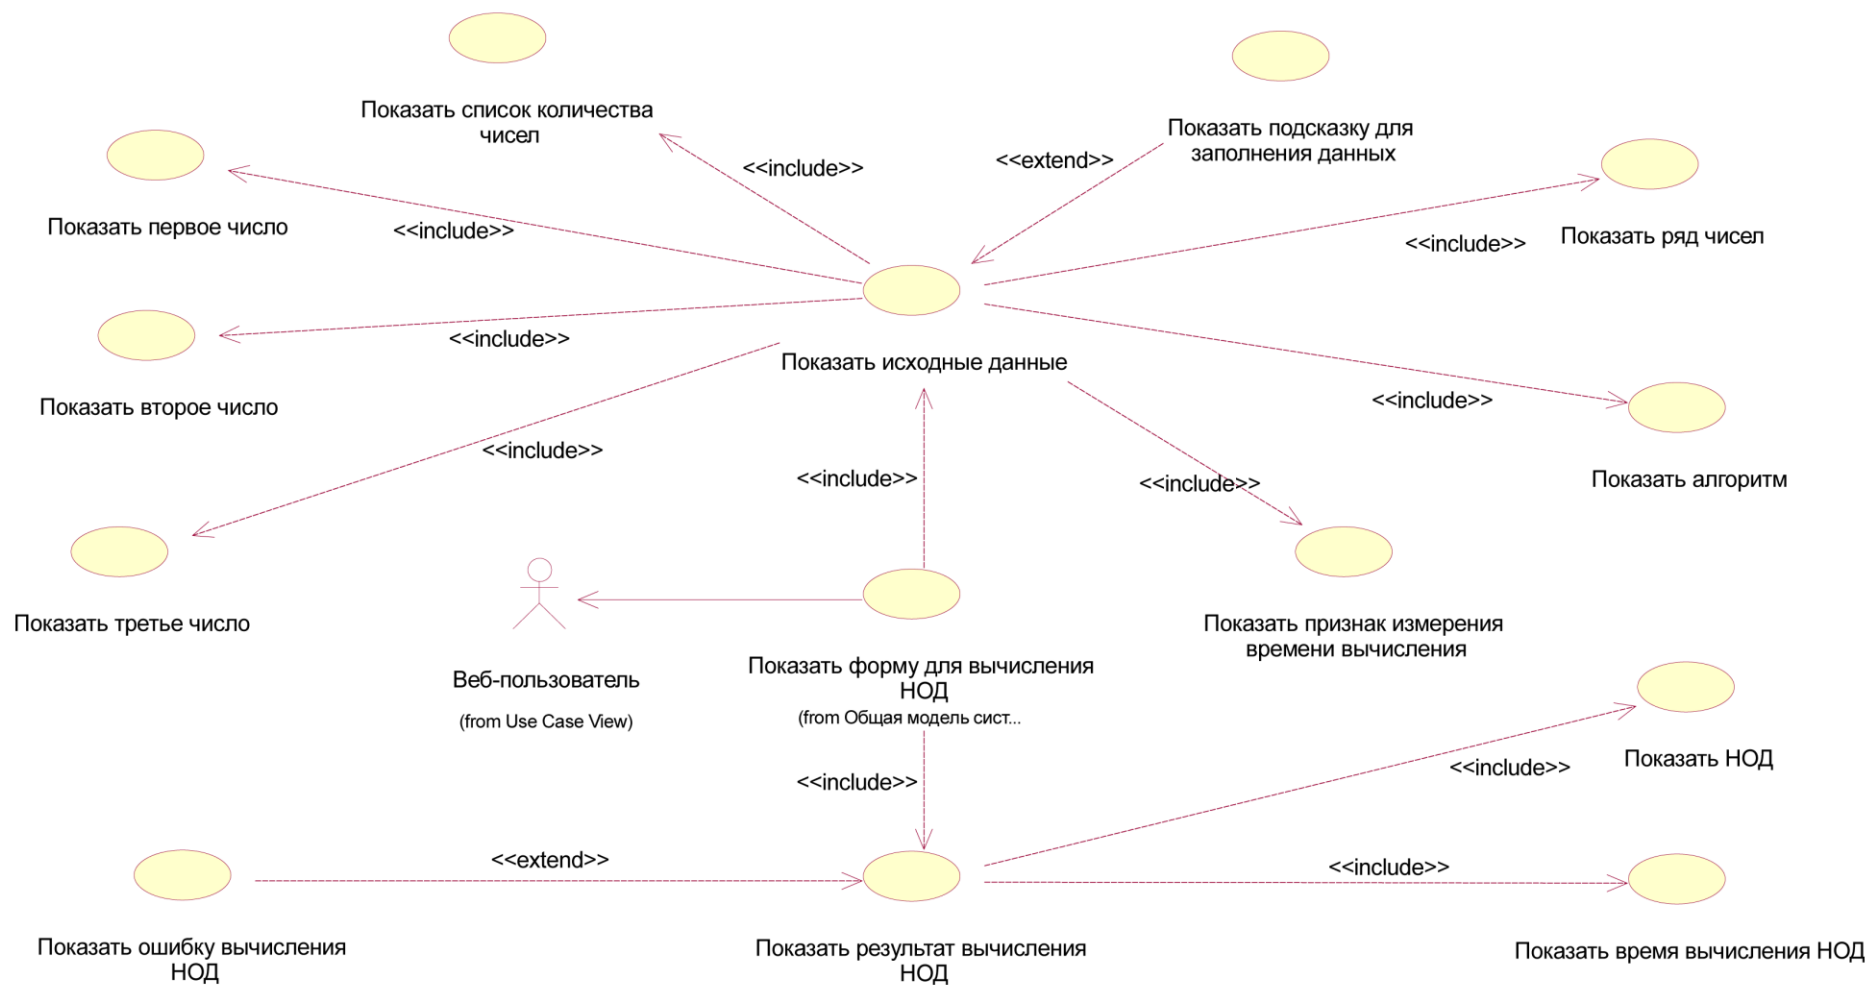 Показать список количества
чисел
Показать подсказку для
заполнения данных
<<extend>>
<<include>>
Показать первое число
<<include>>
Показать ряд чисел
<<include>>
<<include>>
Показать исходные данные
Показать второе число
<<include>>
<<include>>
<<include>>
<<include>>
Показать алгоритм
Показать третье число
Показать признак измерения
времени вычисления
Веб-пользователь
(from Use Case View)
Показать форму для вычисления
НОД
(from Общая модель сист...
<<include>>
<<include>>
Показать НОД
<<extend>>
<<include>>
Показать ошибку вычисления
НОД
Показать результат вычисления
НОД
Показать время вычисления НОД